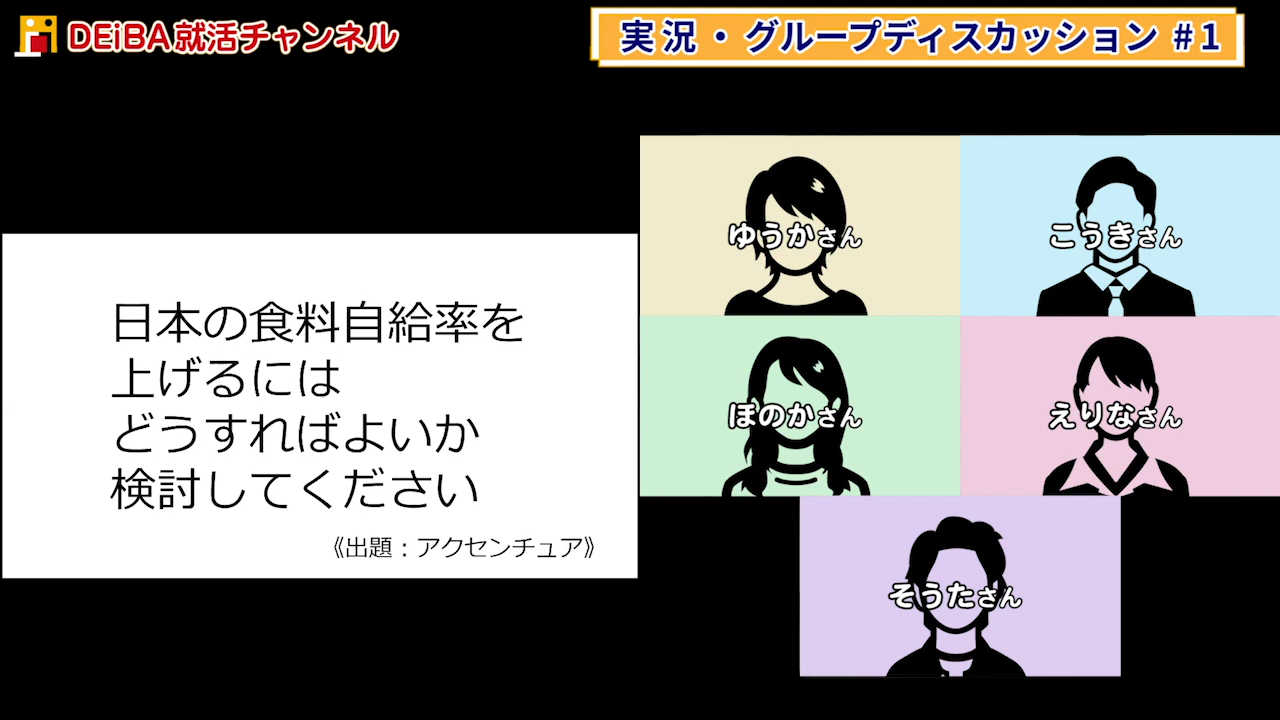 DEiBA就活チャンネル
実況・グループディスカッション #1
日本の食料自給率を
上げるには
どうすればよいか
検討してください
《出題：アクセンチュア》
ゆうかさん
こうきさん
ほのかさん
えりなさん
そうたさん